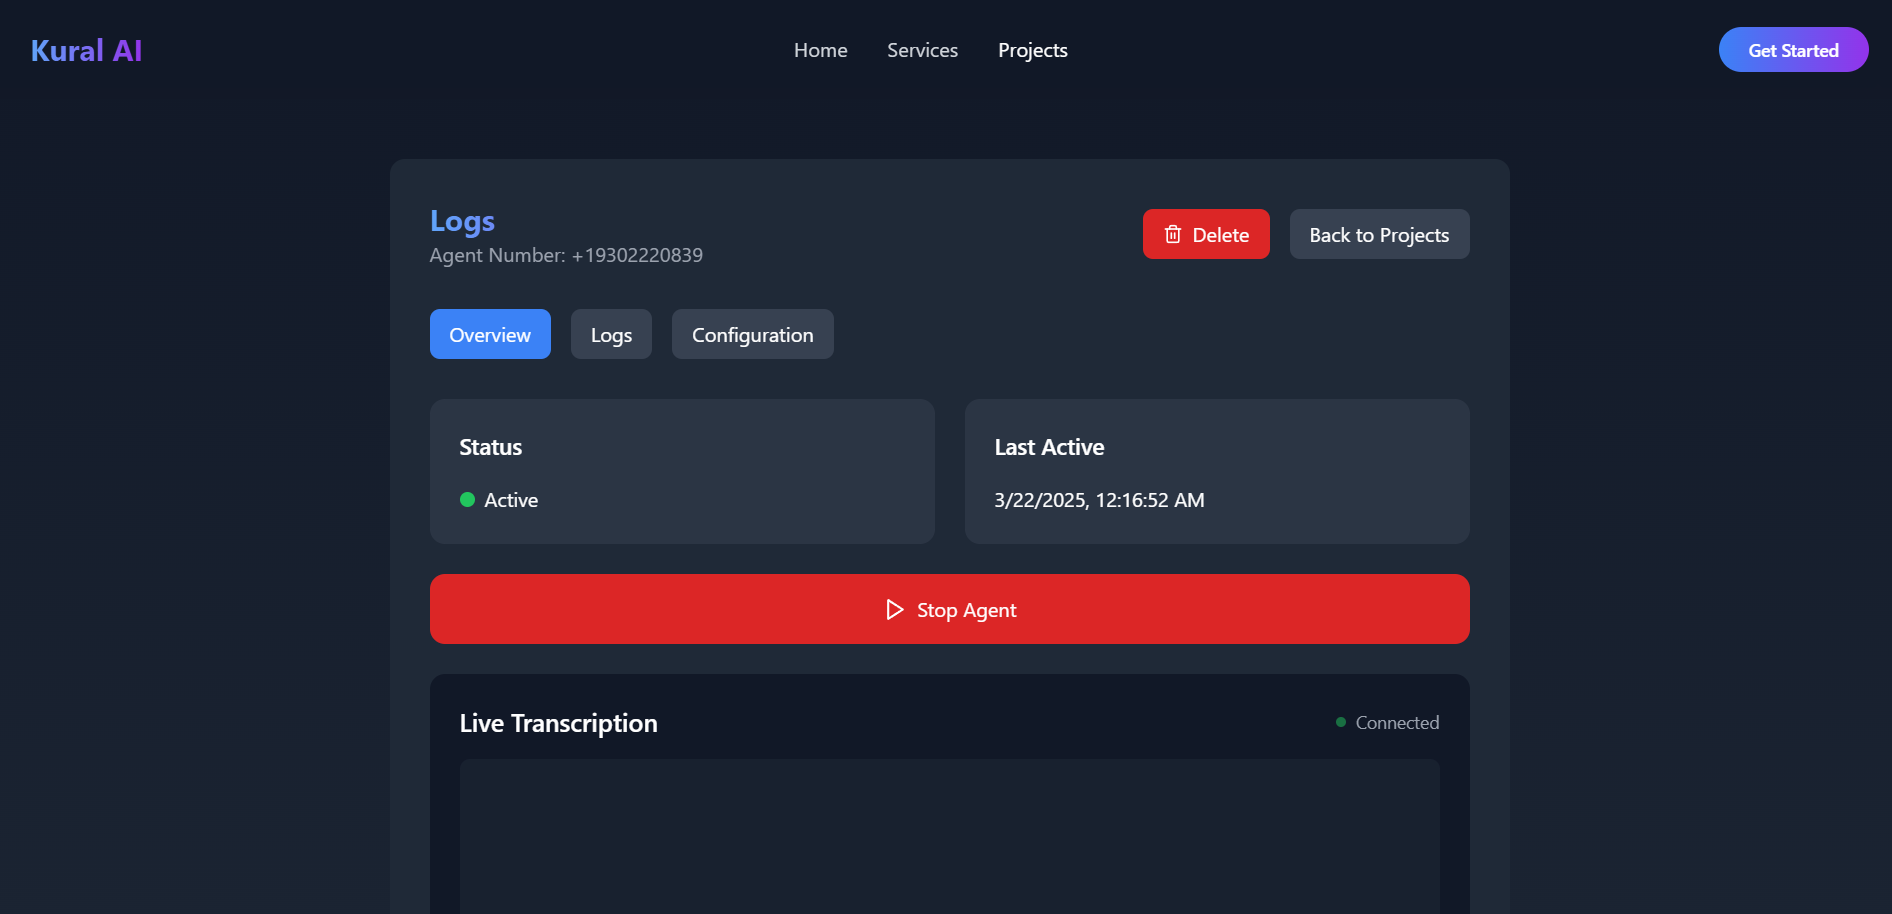 Kural AI
Home Services Projects
Get Started
Logs
Agent Number: +19302220839
Delete
Back to Projects
Overview
Logs
Configuration
Status
Active
Last Active
3/22/2025, 12:16:52 AM
Stop Agent
Live Transcription
Connected